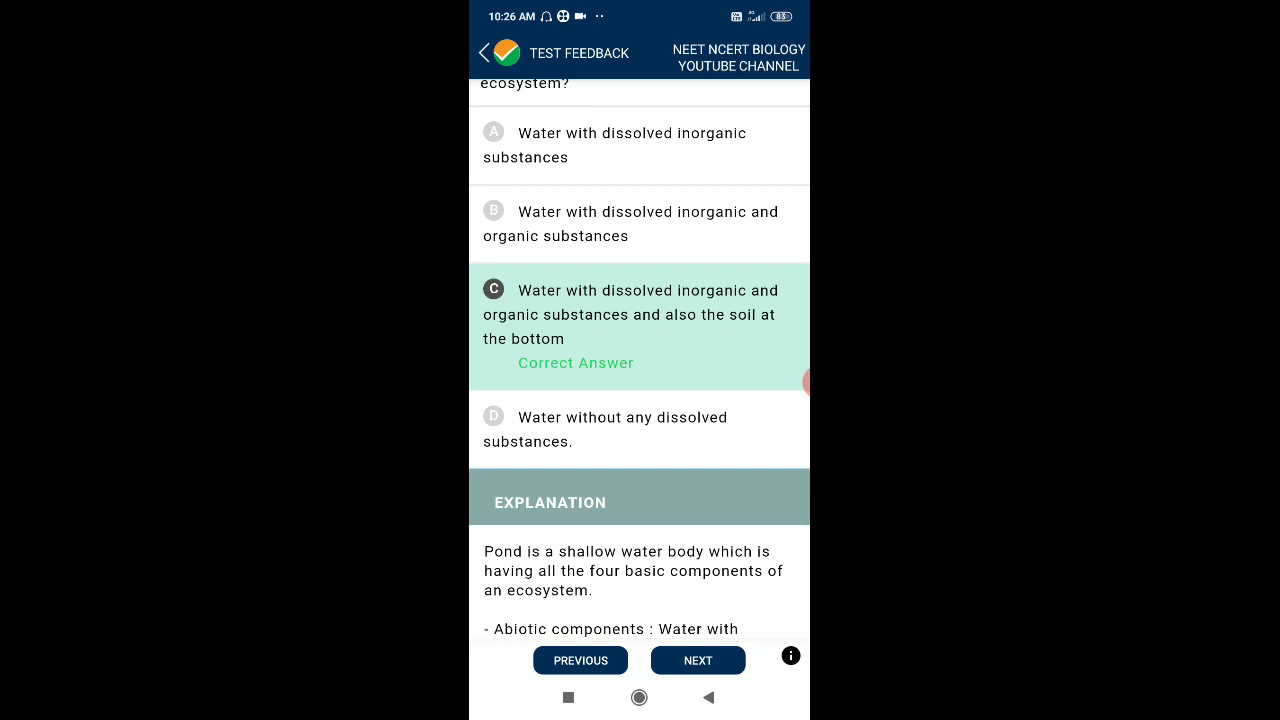 10:26 AM
83
TEST FEEDBACK
NEET NCERT BIOLOGY
YOUTUBE CHANNEL
ecosystem?
A Water with dissolved inorganic
substances
B Water with dissolved inorganic and
organic substances
C Water with dissolved inorganic and
organic substances and also the soil at
the bottom
Correct Answer
D Water without any dissolved
substances.
EXPLANATION
Pond is a shallow water body which is
having all the four basic components of
an ecosystem.
- Abiotic components : Water with
PREVIOUS
NEXT